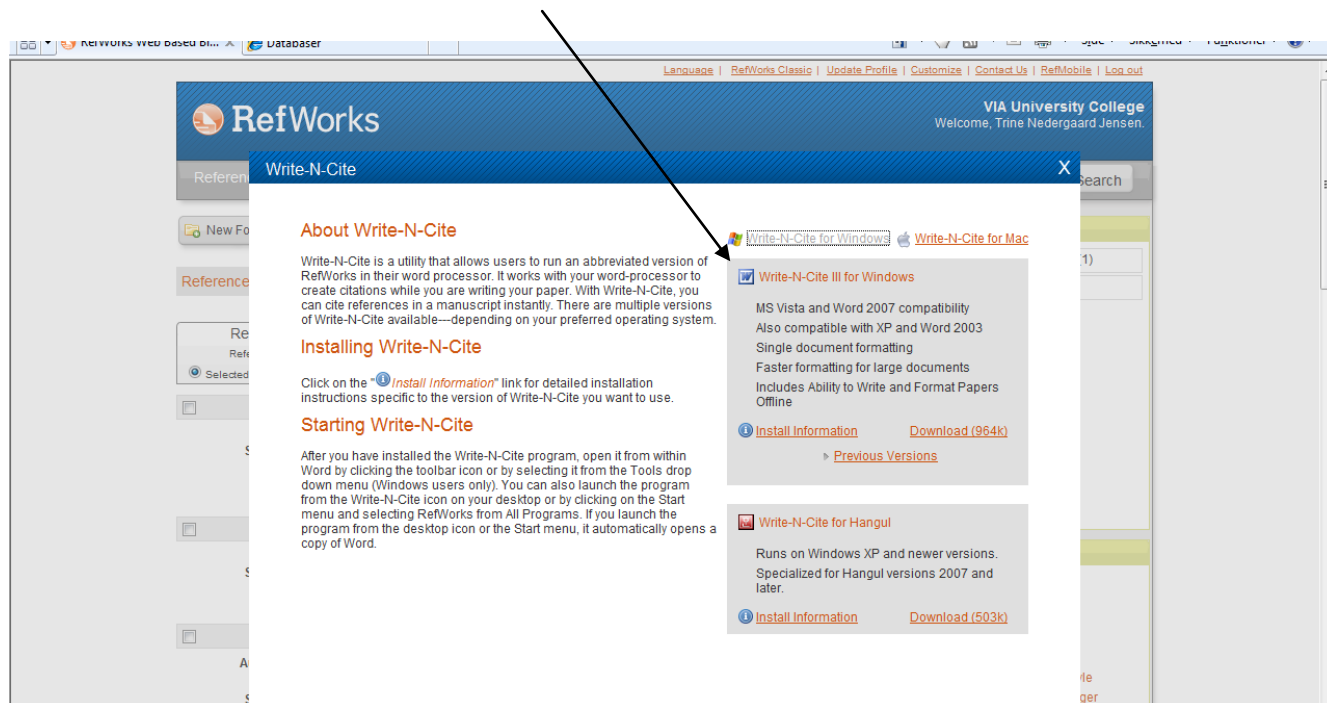 RefWorks Web Based Bi... X
Databaser
Language | RefWorks Classic | Update Profile | Customize | Contact Us | RefMobile | Log out
RefWorks
VIA University College
Welcome, Trine Nedergaard Jensen.
Referen
Search
Write-N-Cite
X
New Fo
Reference
Re
Refe
Selected
S
S
A
S
About Write-N-Cite
Write-N-Cite is a utility that allows users to run an abbreviated version of
RefWorks in their word processor. It works with your word-processor to
create citations while you are writing your paper. With Write-N-Cite, you
can cite references in a manuscript instantly. There are multiple versions
of Write-N-Cite available---depending on your preferred operating system.
Installing Write-N-Cite
Click on the "Install Information" link for detailed installation
instructions specific to the version of Write-N-Cite you want to use.
Starting Write-N-Cite
After you have installed the Write-N-Cite program, open it from within
Word by clicking the toolbar icon or by selecting it from the Tools drop
down menu (Windows users only). You can also launch the program
from the Write-N-Cite icon on your desktop or by clicking on the Start
menu and selecting RefWorks from All Programs. If you launch the
program from the desktop icon or the Start menu, it automatically opens a
copy of Word.
Write-N-Cite for Windows Write-N-Cite for Mac
Write-N-Cite III for Windows
MS Vista and Word 2007 compatibility
Also compatible with XP and Word 2003
Single document formatting
Faster formatting for large documents
Includes Ability to Write and Format Papers
Offline
Install Information Download (964k)
Previous Versions
Write-N-Cite for Hangul
Runs on Windows XP and newer versions.
Specialized for Hangul versions 2007 and
later.
Install Information Download (503k)
1)
yle
ger